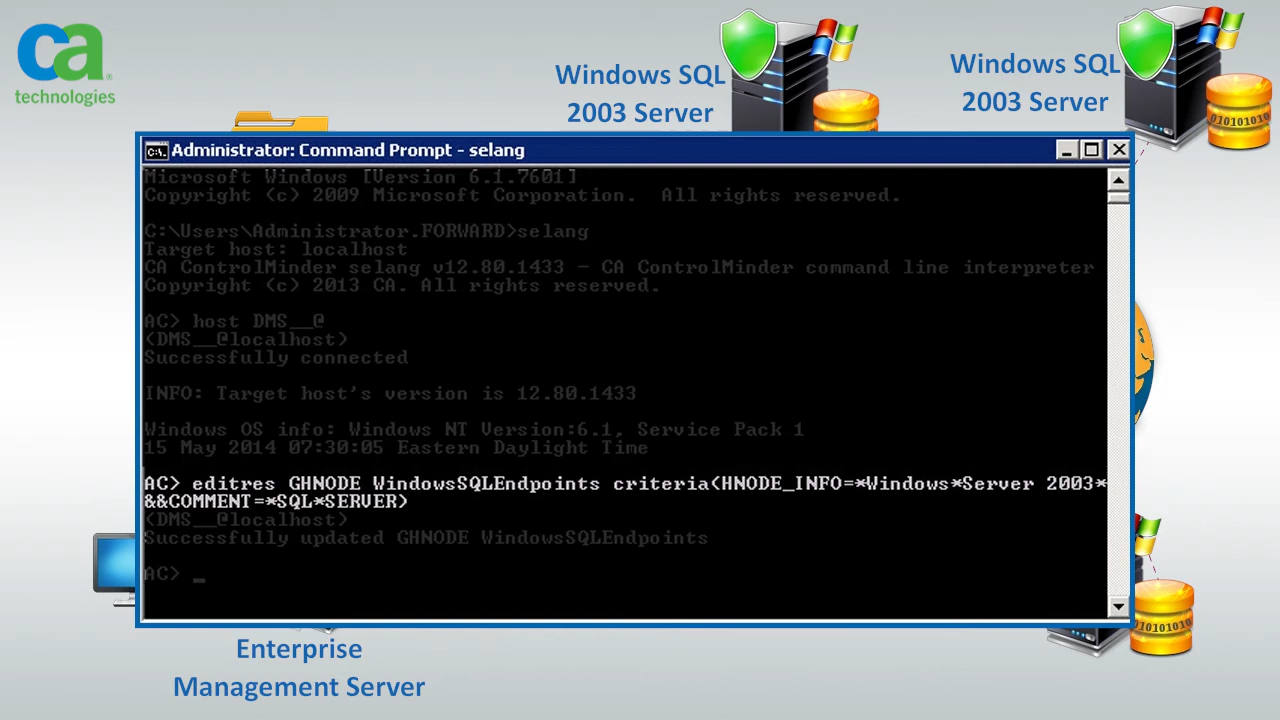 ca
technologies
Windows SQL
2003 Server
Windows SQL
2003 Server
Administrator: Command Prompt - selang
Microsoft Windows [Version 6.1.7601]
Copyright (c) 2009 Microsoft Corporation.  All rights reserved.
C:\Users\Administrator.FORWARD>selang
Target host: localhost
CA ControlMinder selang v12.80.1433 - CA ControlMinder command line interpreter
Copyright (c) 2013 CA. All rights reserved.
AC> host DMS__@
(DMS__@localhost)
Successfully connected
INFO: Target host's version is 12.80.1433
Windows OS info: Windows NT Version:6.1, Service Pack 1
15 May 2014 07:30:05 Eastern Daylight Time
AC> editres GHNODE WindowsSQLEndpoints criteria(HNODE_INFO=*Windows*Server 2003*
&&COMMENT=*SQL*SERVER)
(DMS__@localhost)
Successfully updated GHNODE WindowsSQLEndpoints
AC> _
01010101
01010101
01010101
Enterprise
Management Server